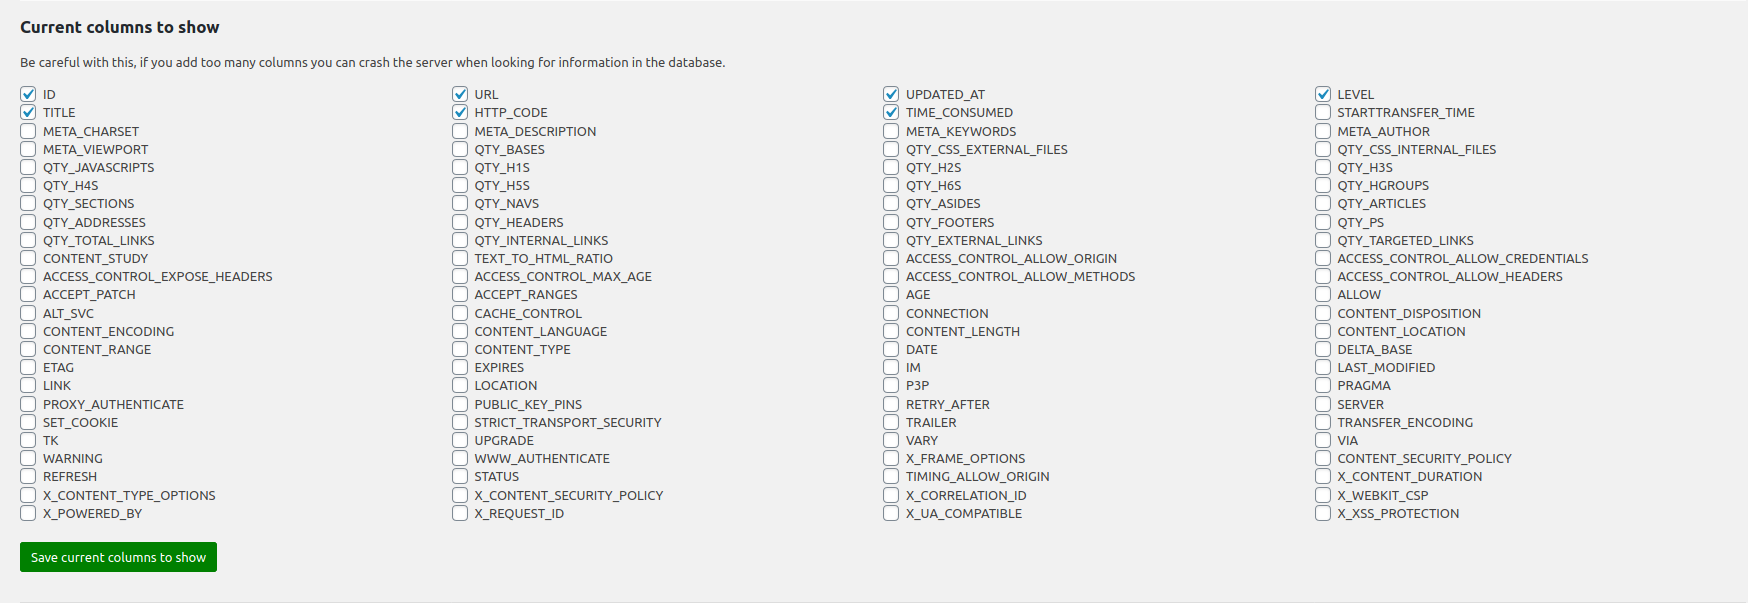 Current columns to show
Be careful with this, if you add too many columns you can crash the server when looking for information in the database.
ID URL UPDATED_AT LEVEL
TITLE HTTP_CODE TIME_CONSUMED STARTTRANSFER_TIME
META_CHARSET META_DESCRIPTION META_KEYWORDS META_AUTHOR
META_VIEWPORT QTY_BASES QTY_CSS_EXTERNAL_FILES QTY_CSS_INTERNAL_FILES
QTY_JAVASCRIPTS QTY_H1S QTY_H2S QTY_H3S
QTY_H4S QTY_H5S QTY_H6S QTY_HGROUPS
QTY_SECTIONS QTY_NAVS QTY_ASIDES QTY_ARTICLES
QTY_ADDRESSES QTY_HEADERS QTY_FOOTERS QTY_PS
QTY_TOTAL_LINKS QTY_INTERNAL_LINKS QTY_EXTERNAL_LINKS QTY_TARGETED_LINKS
CONTENT_STUDY TEXT_TO_HTML_RATIO ACCESS_CONTROL_ALLOW_ORIGIN ACCESS_CONTROL_ALLOW_CREDENTIALS
ACCESS_CONTROL_EXPOSE_HEADERS ACCESS_CONTROL_MAX_AGE ACCESS_CONTROL_ALLOW_METHODS ACCESS_CONTROL_ALLOW_HEADERS
ACCEPT_PATCH ACCEPT_RANGES AGE ALLOW
ALT_SVC CACHE_CONTROL CONNECTION CONTENT_DISPOSITION
CONTENT_ENCODING CONTENT_LANGUAGE CONTENT_LENGTH CONTENT_LOCATION
CONTENT_RANGE CONTENT_TYPE DATE DELTA_BASE
ETAG EXPIRES IM LAST_MODIFIED
LINK LOCATION P3P PRAGMA
PROXY_AUTHENTICATE PUBLIC_KEY_PINS RETRY_AFTER SERVER
SET_COOKIE STRICT_TRANSPORT_SECURITY TRAILER TRANSFER_ENCODING
TK UPGRADE VARY VIA
WARNING WWW_AUTHENTICATE X_FRAME_OPTIONS CONTENT_SECURITY_POLICY
REFRESH STATUS TIMING_ALLOW_ORIGIN X_CONTENT_DURATION
X_CONTENT_TYPE_OPTIONS X_CONTENT_SECURITY_POLICY X_CORRELATION_ID X_WEBKIT_CSP
X_POWERED_BY X_REQUEST_ID X_UA_COMPATIBLE X_XSS_PROTECTION
Save current columns to show